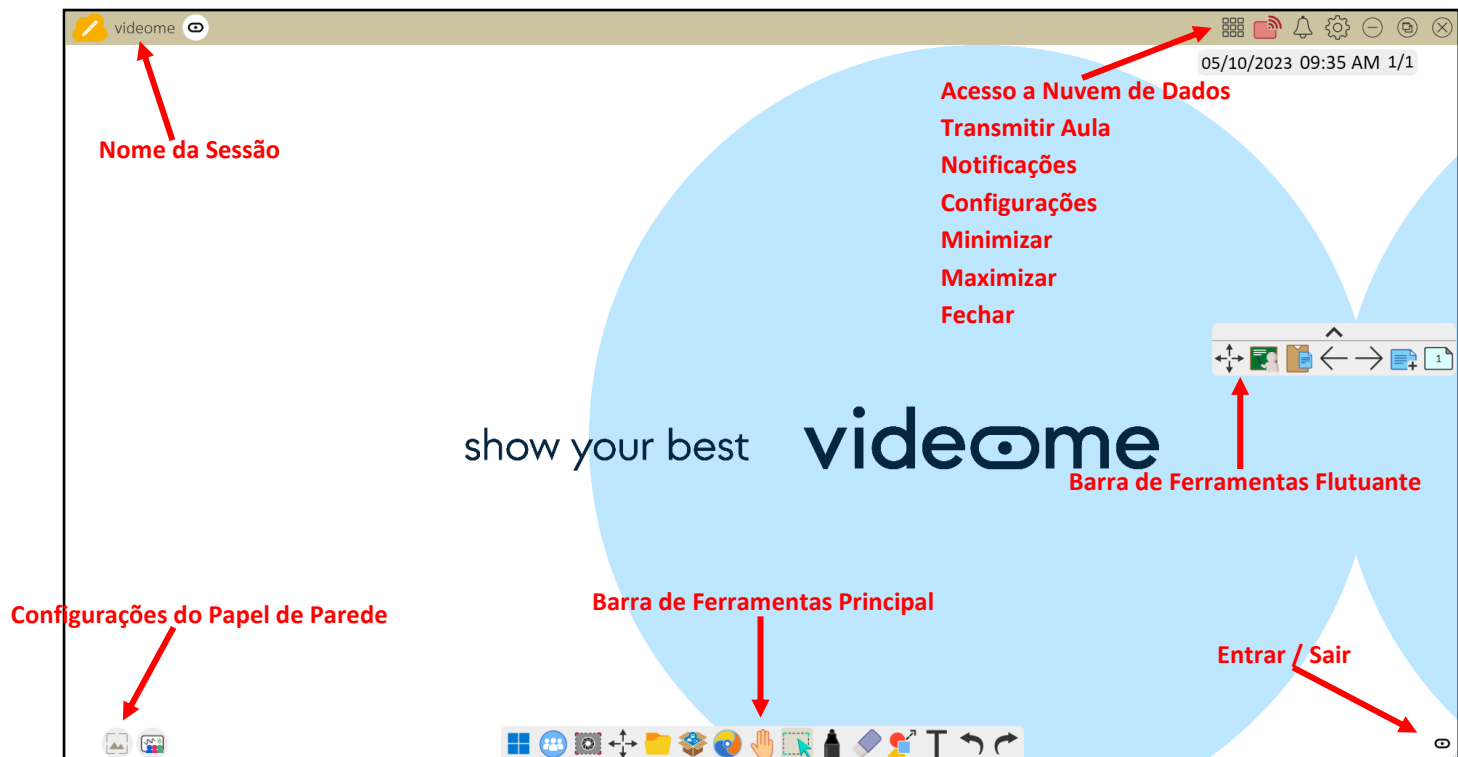 videome
05/10/2023 09:35 AM 1/1
Acesso a Nuvem de Dados
Transmitir Aula
Nome da Sessão
Notificações
Configurações
Minimizar
Maximizar
Fechar
1
show your best videome
Barra de Ferramentas Flutuante
Configurações do Papel de Parede
Barra de Ferramentas Principal
Entrar / Sair
T